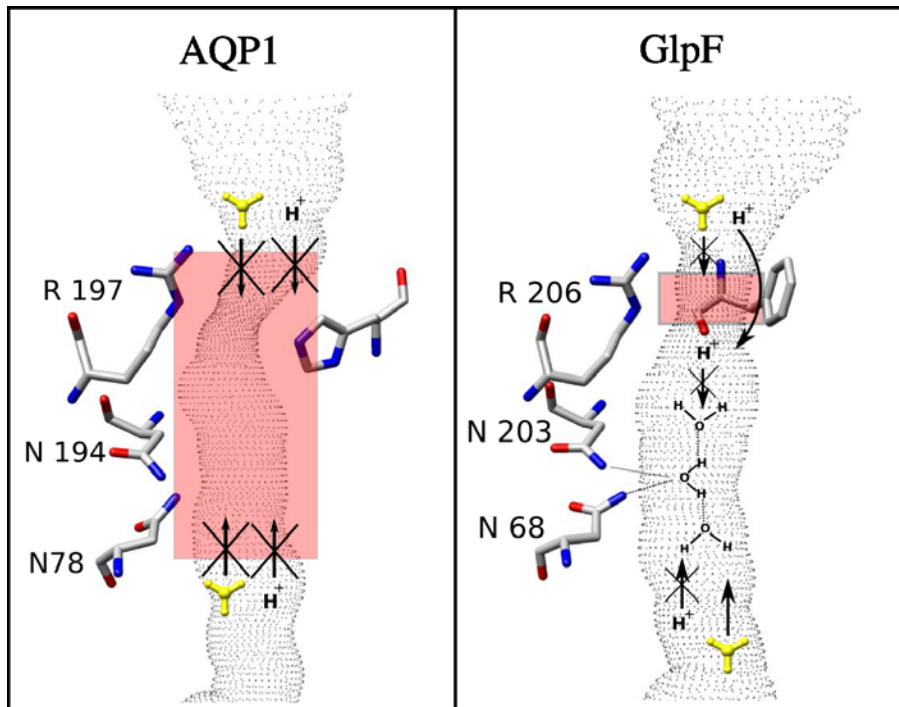 AQP1
H+
R 197
N 194
N78
H+
GlpF
H+
R 206
H+
H H
O
N 203
H
O
H
N 68
O
H H
H+